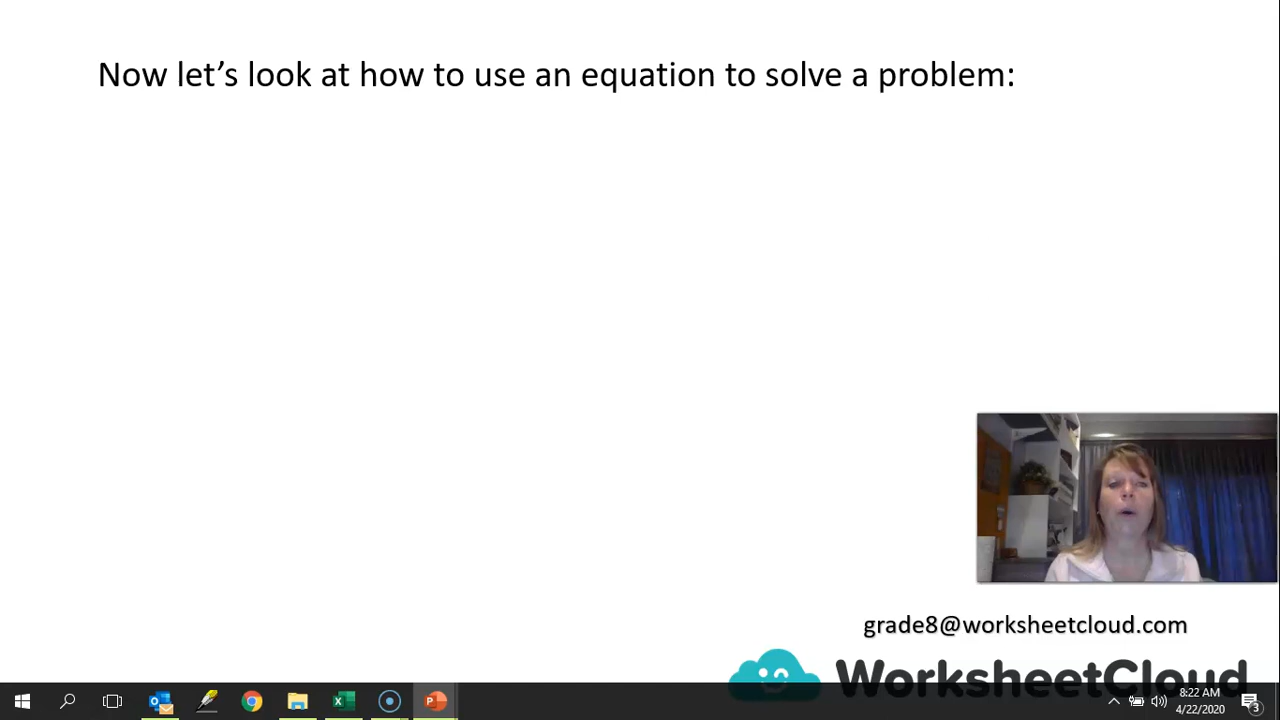 Now let’s look at how to use an equation to solve a problem:
grade8@worksheetcloud.com
WorksheetCloud
8:22 AM
4/22/2020
3